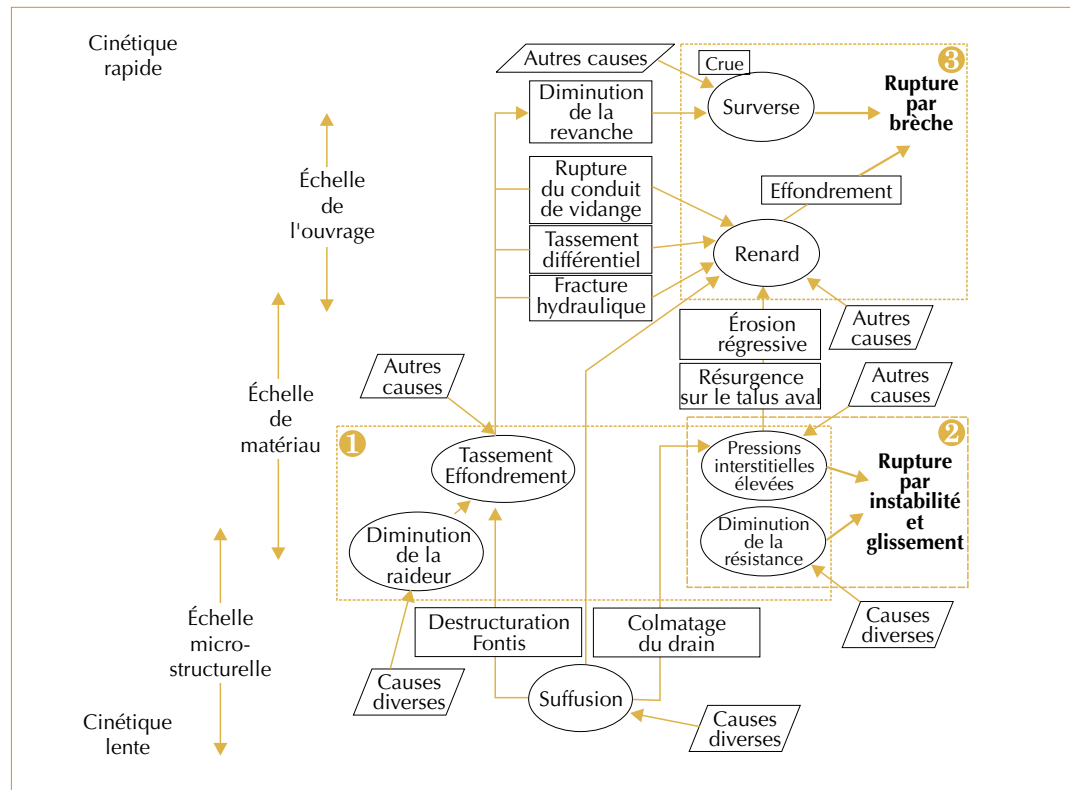 Cinétique
rapide
Échelle
de
l'ouvrage
Échelle
de
matériau
Échelle
micro-
structurelle
Cinétique
lente
Autres causes
Diminution
de la
revanche
Rupture
du conduit
de vidange
Tassement
différentiel
Fracture
hydraulique
3
Crue
Surverse
Rupture
par
brèche
Effondrement
Renard
Autres
causes
Érosion
régressive
Résurgence
sur le talus aval
Autres
causes
Autres
causes
1
Tassement
Effondrement
Diminution
de la
raideur
2
Pressions
interstitielles
élevées
Diminution
de la
résistance
Rupture
par
instabilité
et
glissement
Destructuration
Fontis
Colmatage
du drain
Causes
diverses
Causes
diverses
Suffusion
Causes
diverses